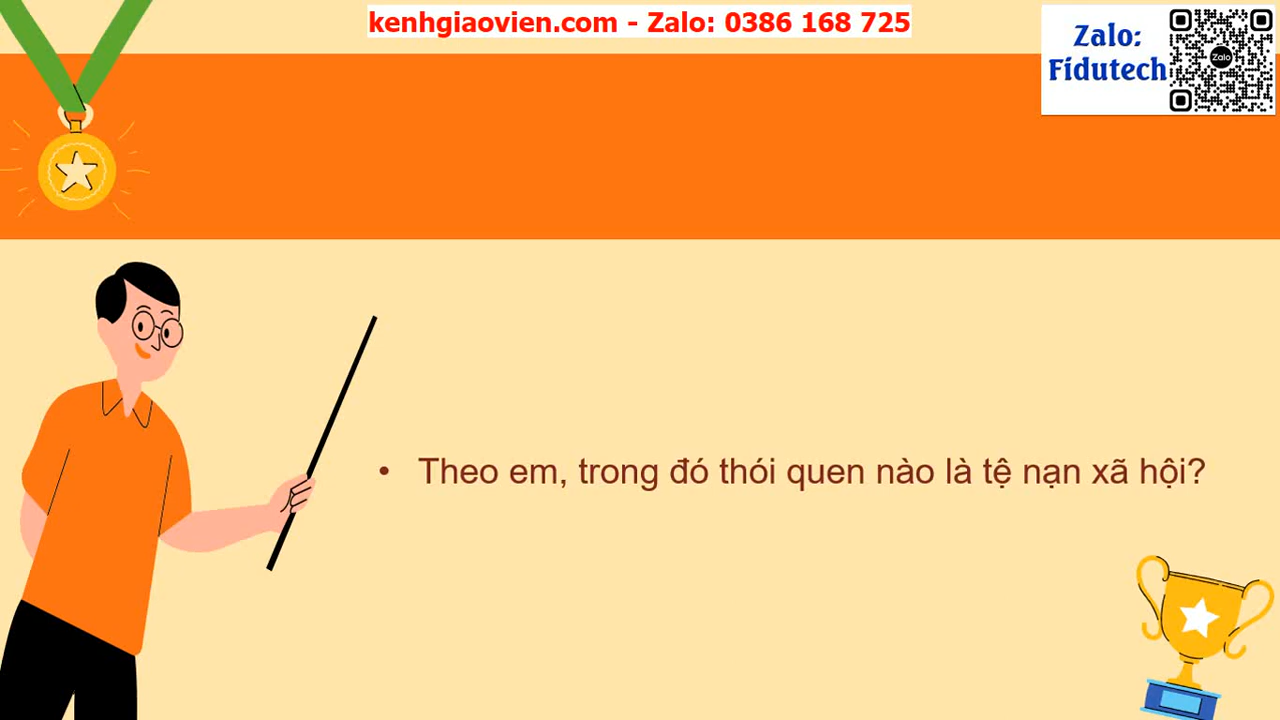 kenhgiaovien.com - Zalo: 0386 168 725
Zalo:
Fidutech
Zalo
• Theo em, trong đó thói quen nào là tệ nạn xã hội?